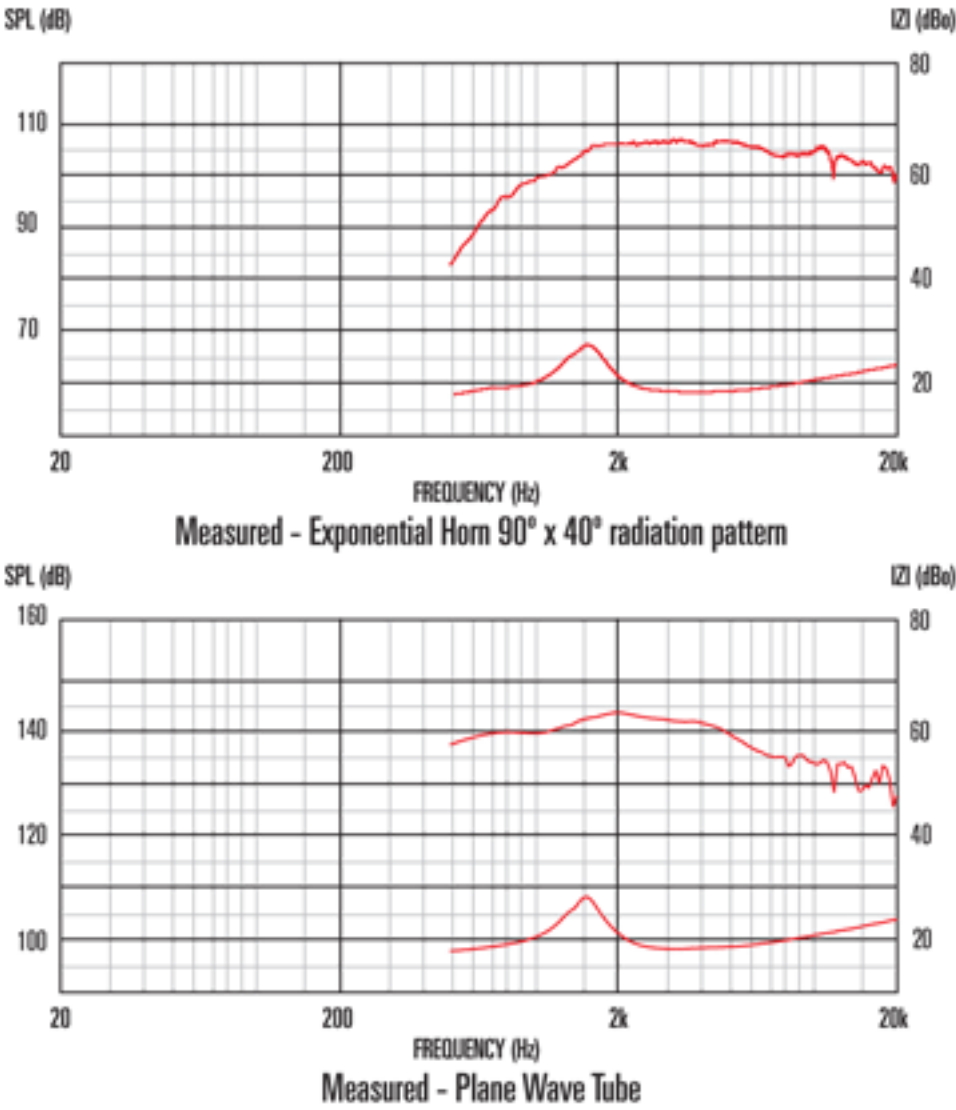 SPL (dB) |Z| (dBo)
80
110
60
90
40
70
20
20 200 2k 20k
FREQUENCY (Hz)
Measured - Exponential Horn 90° x 40° radiation pattern
SPL (dB) |Z| (dBo)
160 80
140 60
120 40
100 20
20 200 2k 20k
FREQUENCY (Hz)
Measured - Plane Wave Tube